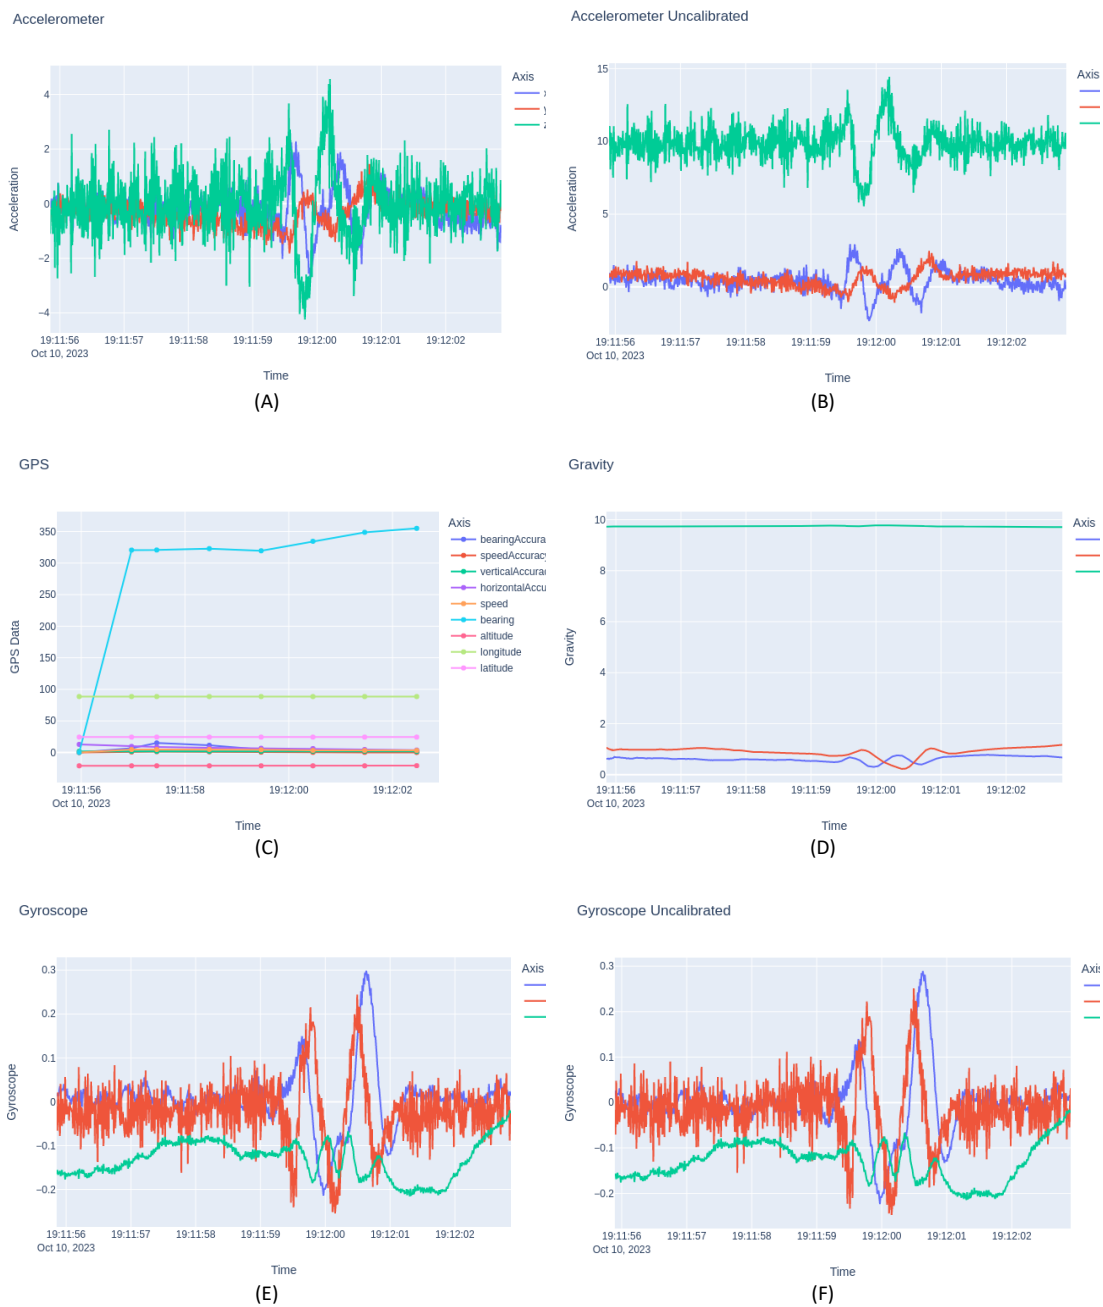 Accelerometer
Acceleration
4
2
0
−2
−4
19:11:56 19:11:57 19:11:58 19:11:59 19:12:00 19:12:01 19:12:02
Oct 10, 2023
Time
Axis
(A)
Accelerometer Uncalibrated
Acceleration
15
10
5
0
19:11:56 19:11:57 19:11:58 19:11:59 19:12:00 19:12:01 19:12:02
Oct 10, 2023
Time
Axis
(B)
GPS
GPS Data
350
300
250
200
150
100
50
0
19:11:56 19:11:58 19:12:00 19:12:02
Oct 10, 2023
Time
Axis
bearingAccura
speedAccuracy
verticalAccura
horizontalAccu
speed
bearing
altitude
longitude
latitude
(C)
Gravity
Gravity
10
8
6
4
2
0
19:11:56 19:11:57 19:11:58 19:11:59 19:12:00 19:12:01 19:12:02
Oct 10, 2023
Time
Axis
(D)
Gyroscope
Gyroscope
0.3
0.2
0.1
0
−0.1
−0.2
19:11:56 19:11:57 19:11:58 19:11:59 19:12:00 19:12:01 19:12:02
Oct 10, 2023
Time
Axis
(E)
Gyroscope Uncalibrated
Gyroscope
0.3
0.2
0.1
0
−0.1
−0.2
19:11:56 19:11:57 19:11:58 19:11:59 19:12:00 19:12:01 19:12:02
Oct 10, 2023
Time
Axis
(F)